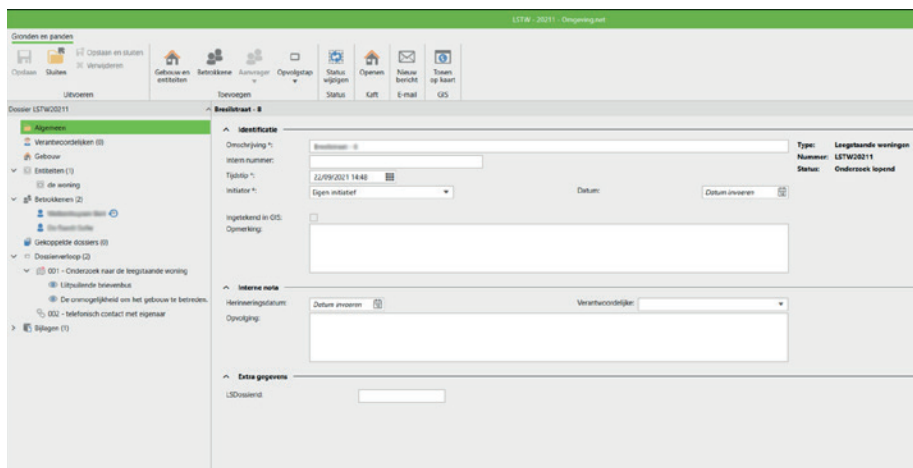 LSTW - 20211 - Omgeving.net
Gronden en panden
Opslaan
Sluiten
Opslaan en sluiten
Verwijderen
Gebouw en entiteiten
Betrokkene
Aanvrager
Opvolgstap
Status wijzigen
Openen
Nieuw bericht
Tonen op kaart
Uitvoeren
Toevoegen
Status
Kaft
E-mail
GIS
Dossier LSTW20211
Bresilstraat - 8
Algemeen
Verantwoordelijken (0)
Gebouw
Entiteiten (1)
de woning
Betrokkenen (2)
Gekoppelde dossiers (0)
Dossierverloop (2)
001 - Onderzoek naar de leegstaande woning
Uitpuilende brievenbus
De onmogelijkheid om het gebouw te betreden.
002 - telefonisch contact met eigenaar
Bijlagen (1)
Identificatie
Omschrijving *:
Intern nummer:
Tijdstip *:
22/09/2021 14:48
Initiator *:
Eigen initiatief
Datum:
Datum invoeren
Ingetekend in GIS:
Opmerking:
Type: Leegstaande woningen
Nummer: LSTW20211
Status: Onderzoek lopend
Interne nota
Herinneringsdatum:
Datum invoeren
Verantwoordelijke:
Opvolging:
Extra gegevens
LSDossierid: